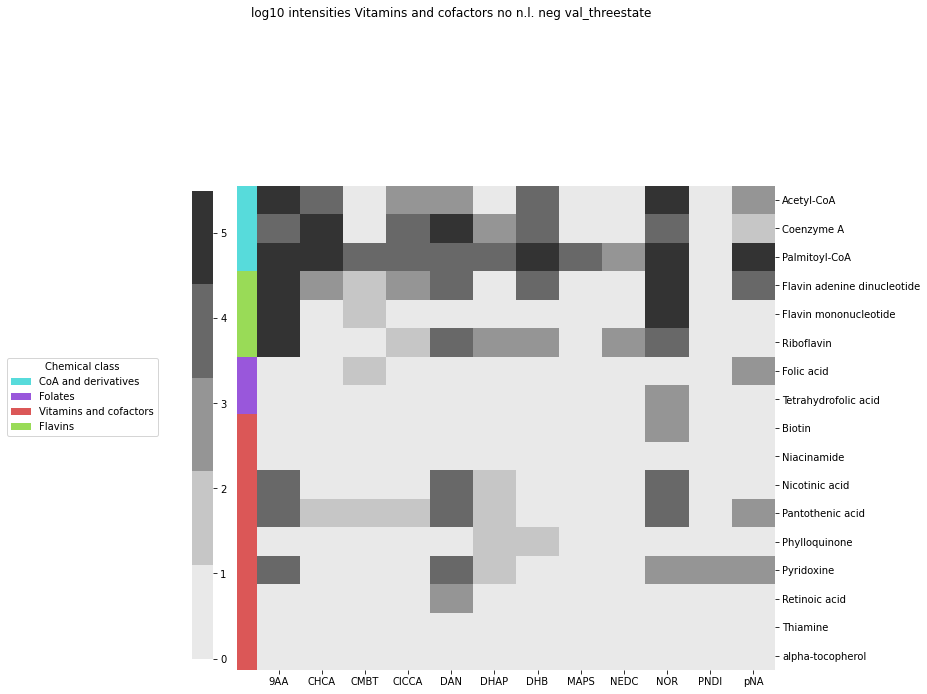 log10 intensities Vitamins and cofactors no n.l. neg val_threestate
5
4
3
2
1
0
Chemical class
CoA and derivatives
Folates
Vitamins and cofactors
Flavins
Acetyl-CoA
Coenzyme A
Palmitoyl-CoA
Flavin adenine dinucleotide
Flavin mononucleotide
Riboflavin
Folic acid
Tetrahydrofolic acid
Biotin
Niacinamide
Nicotinic acid
Pantothenic acid
Phylloquinone
Pyridoxine
Retinoic acid
Thiamine
alpha-tocopherol
9AA CHCA CMBT ClCCA DAN DHAP DHB MAPS NEDC NOR PNDI pNA